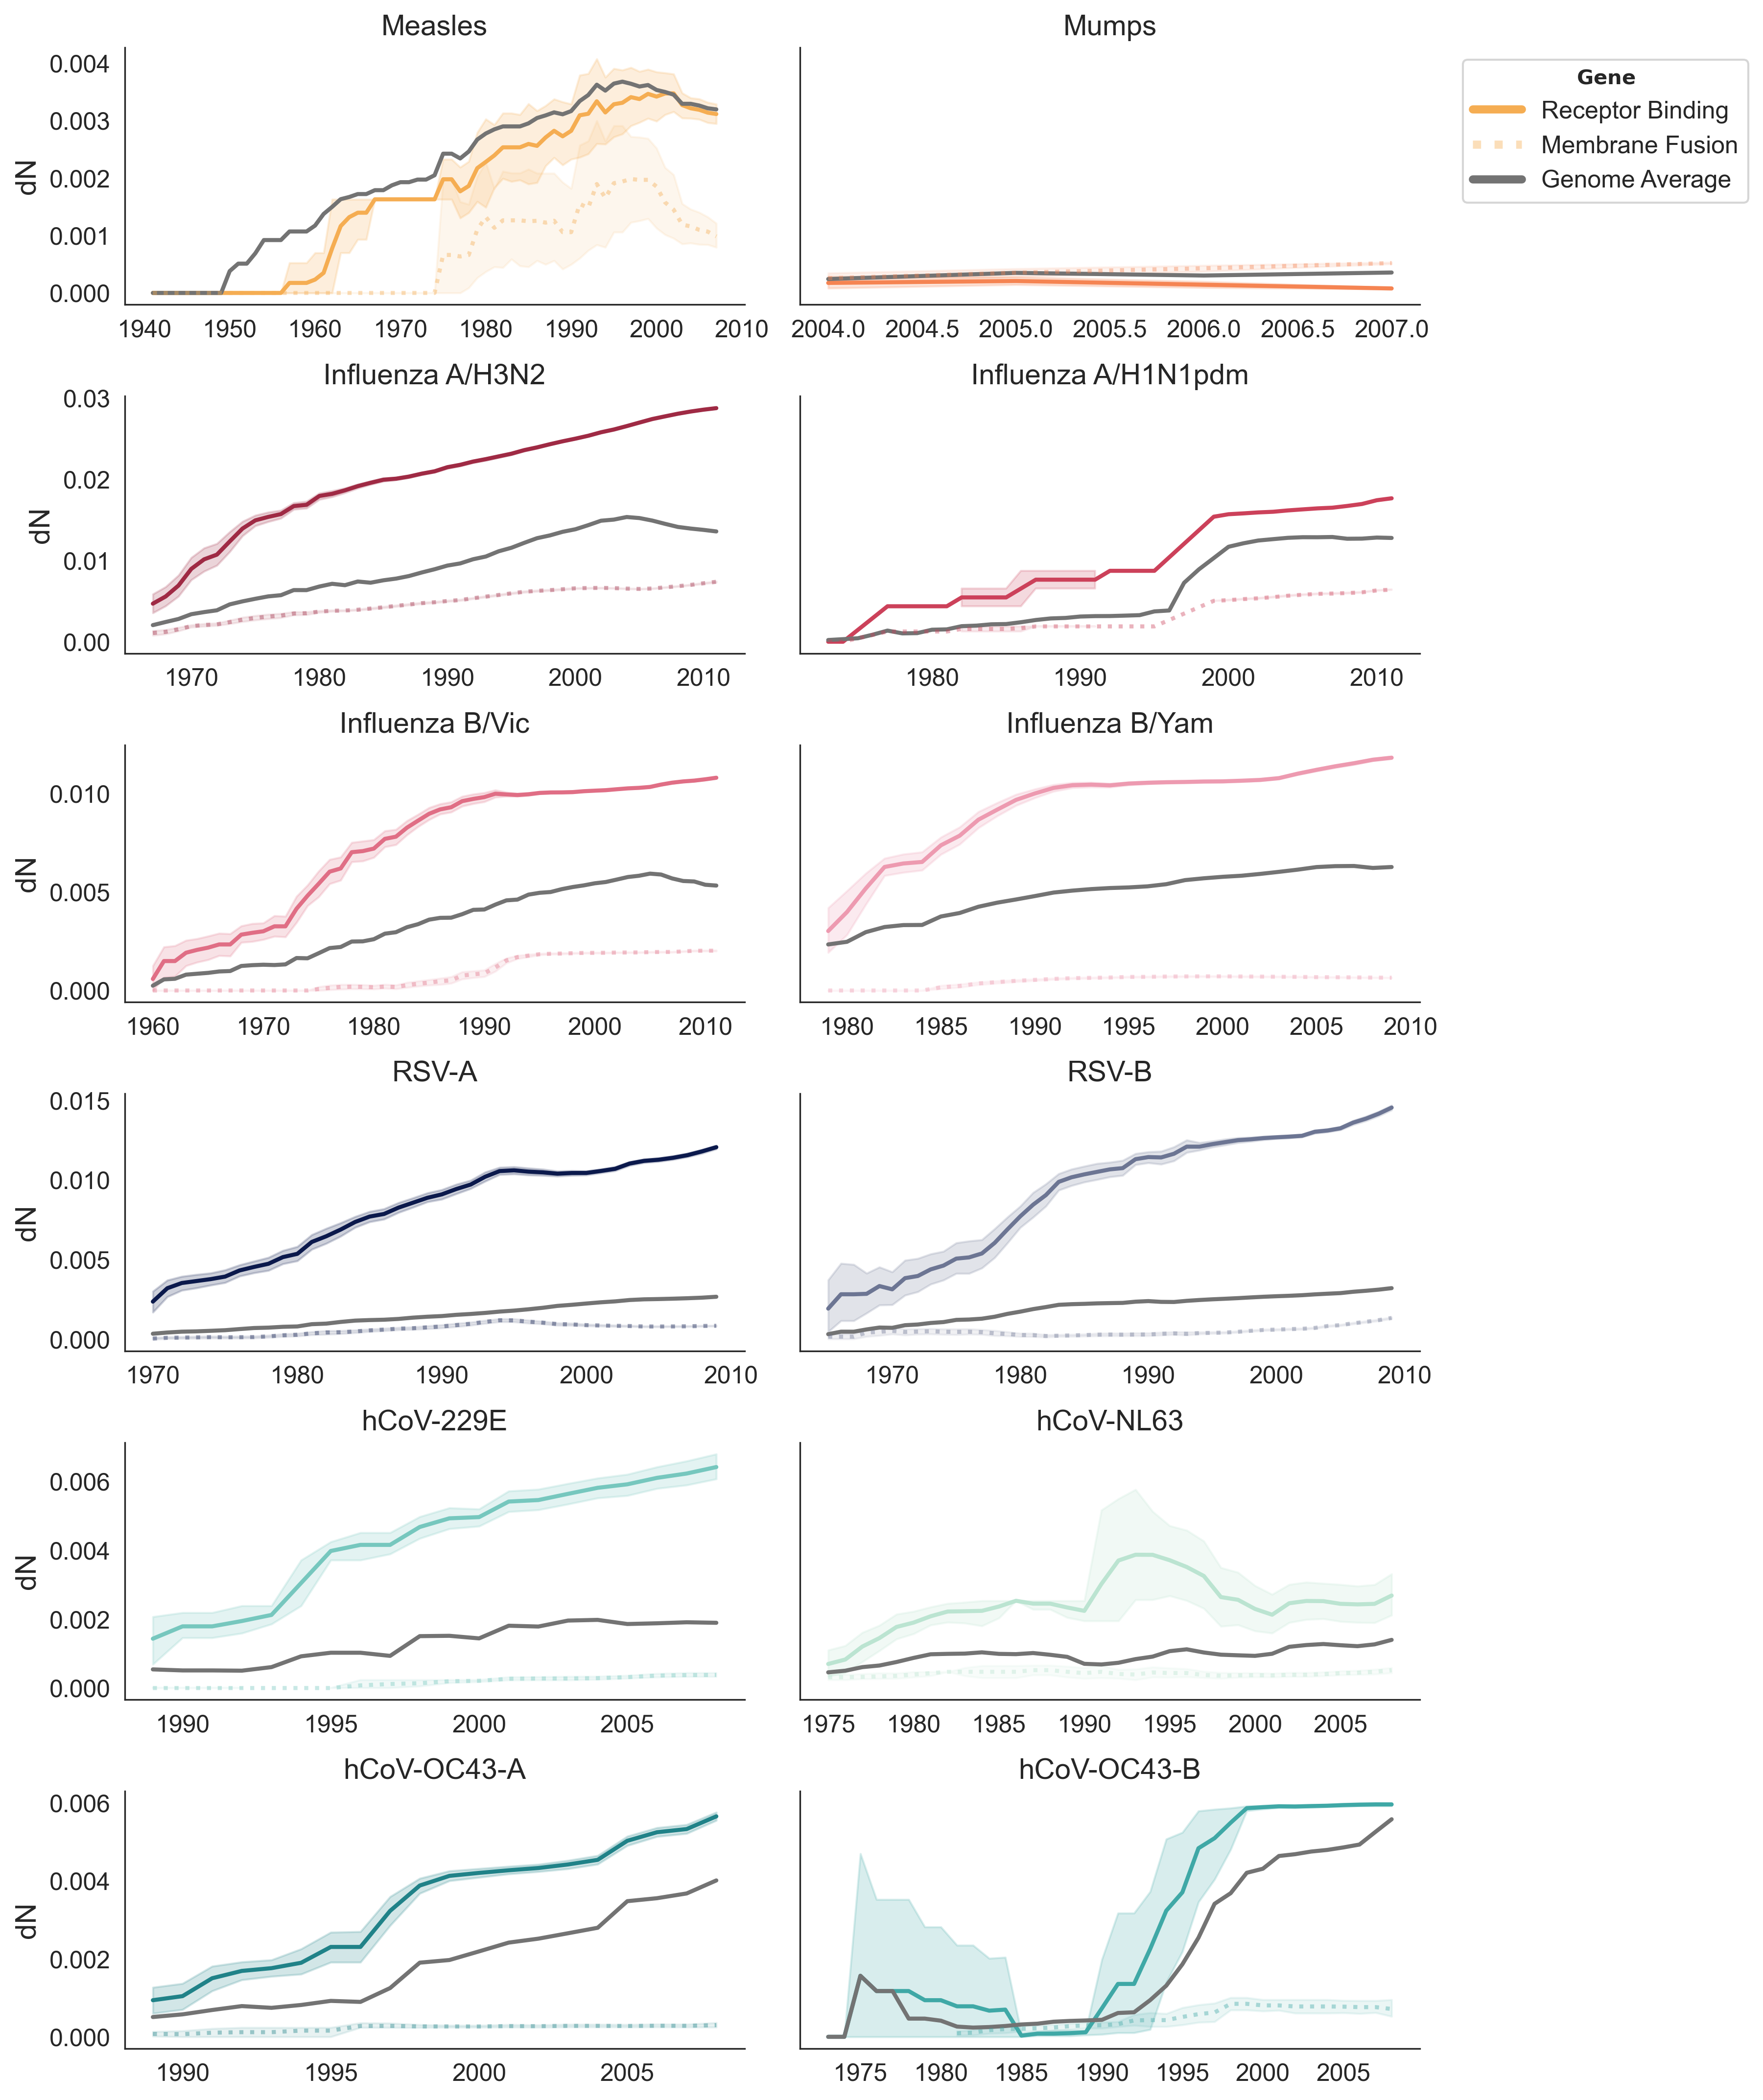 Measles
Mumps
dN
0.004
0.003
0.002
0.001
0.000
1940 1950 1960 1970 1980 1990 2000 2010
2004.0 2004.5 2005.0 2005.5 2006.0 2006.5 2007.0
Gene
Receptor Binding
Membrane Fusion
Genome Average
Influenza A/H3N2
Influenza A/H1N1pdm
dN
0.03
0.02
0.01
0.00
1970 1980 1990 2000 2010
1980 1990 2000 2010
Influenza B/Vic
Influenza B/Yam
dN
0.010
0.005
0.000
1960 1970 1980 1990 2000 2010
1980 1985 1990 1995 2000 2005 2010
RSV-A
RSV-B
dN
0.015
0.010
0.005
0.000
1970 1980 1990 2000 2010
1970 1980 1990 2000 2010
hCoV-229E
hCoV-NL63
dN
0.006
0.004
0.002
0.000
1990 1995 2000 2005
1975 1980 1985 1990 1995 2000 2005
hCoV-OC43-A
hCoV-OC43-B
dN
0.006
0.004
0.002
0.000
1990 1995 2000 2005
1975 1980 1985 1990 1995 2000 2005